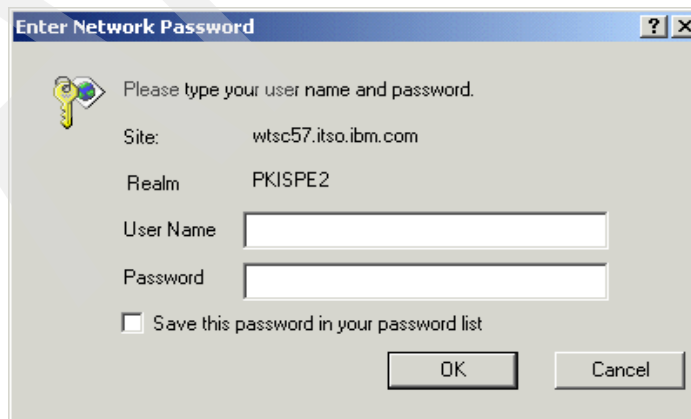 Enter Network Password
Please type your user name and password.
Site: wtsc57.itso.ibm.com
Realm PKISPE2
User Name
Password
Save this password in your password list
OK Cancel